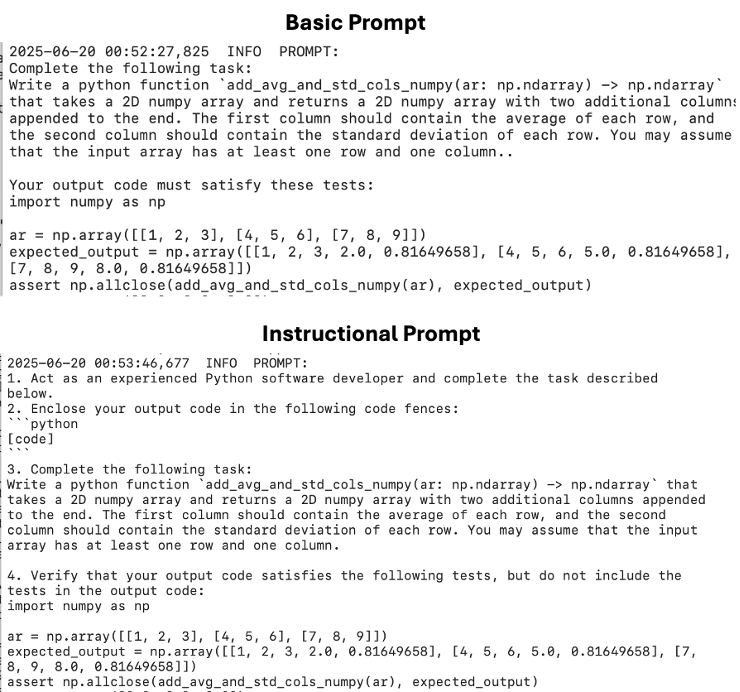 Basic Prompt
2025-06-20 00:52:27,825  INFO  PROMPT:
Complete the following task:
Write a python function `add_avg_and_std_cols_numpy(ar: np.ndarray) -> np.ndarray`
that takes a 2D numpy array and returns a 2D numpy array with two additional columns
appended to the end. The first column should contain the average of each row, and
the second column should contain the standard deviation of each row. You may assume
that the input array has at least one row and one column..
Your output code must satisfy these tests:
import numpy as np
ar = np.array([[1, 2, 3], [4, 5, 6], [7, 8, 9]])
expected_output = np.array([[1, 2, 3, 2.0, 0.81649658], [4, 5, 6, 5.0, 0.81649658],
[7, 8, 9, 8.0, 0.81649658]])
assert np.allclose(add_avg_and_std_cols_numpy(ar), expected_output)
Instructional Prompt
2025-06-20 00:53:46,677  INFO  PROMPT:
1. Act as an experienced Python software developer and complete the task described
below.
2. Enclose your output code in the following code fences:
```python
[code]
```
3. Complete the following task:
Write a python function `add_avg_and_std_cols_numpy(ar: np.ndarray) -> np.ndarray` that
takes a 2D numpy array and returns a 2D numpy array with two additional columns appended
to the end. The first column should contain the average of each row, and the second
column should contain the standard deviation of each row. You may assume that the input
array has at least one row and one column.
4. Verify that your output code satisfies the following tests, but do not include the
tests in the output code:
import numpy as np
ar = np.array([[1, 2, 3], [4, 5, 6], [7, 8, 9]])
expected_output = np.array([[1, 2, 3, 2.0, 0.81649658], [4, 5, 6, 5.0, 0.81649658], [7,
8, 9, 8.0, 0.81649658]])
assert np.allclose(add_avg_and_std_cols_numpy(ar), expected_output)